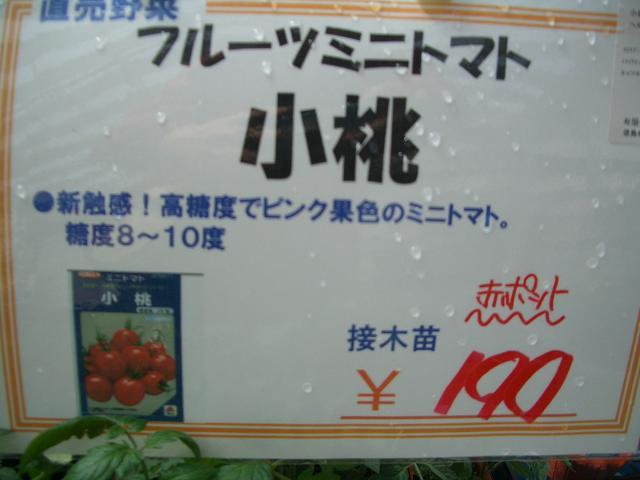 直売野菜
フルーツミニトマト
小桃
●新触感！高糖度でピンク果色のミニトマト。
糖度8～10度
ミニトマト
小桃
赤ポット
接木苗
¥190